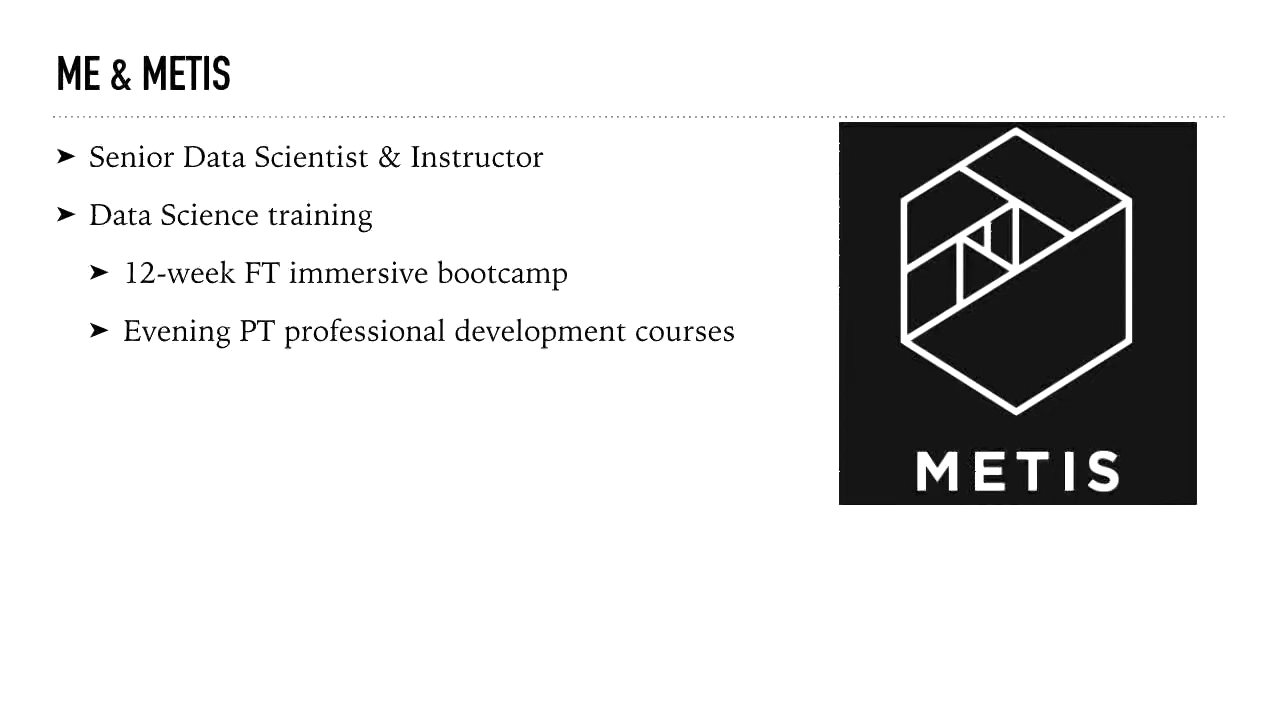 ME & METIS
➤ Senior Data Scientist & Instructor
➤ Data Science training
➤ 12-week FT immersive bootcamp
➤ Evening PT professional development courses
METIS